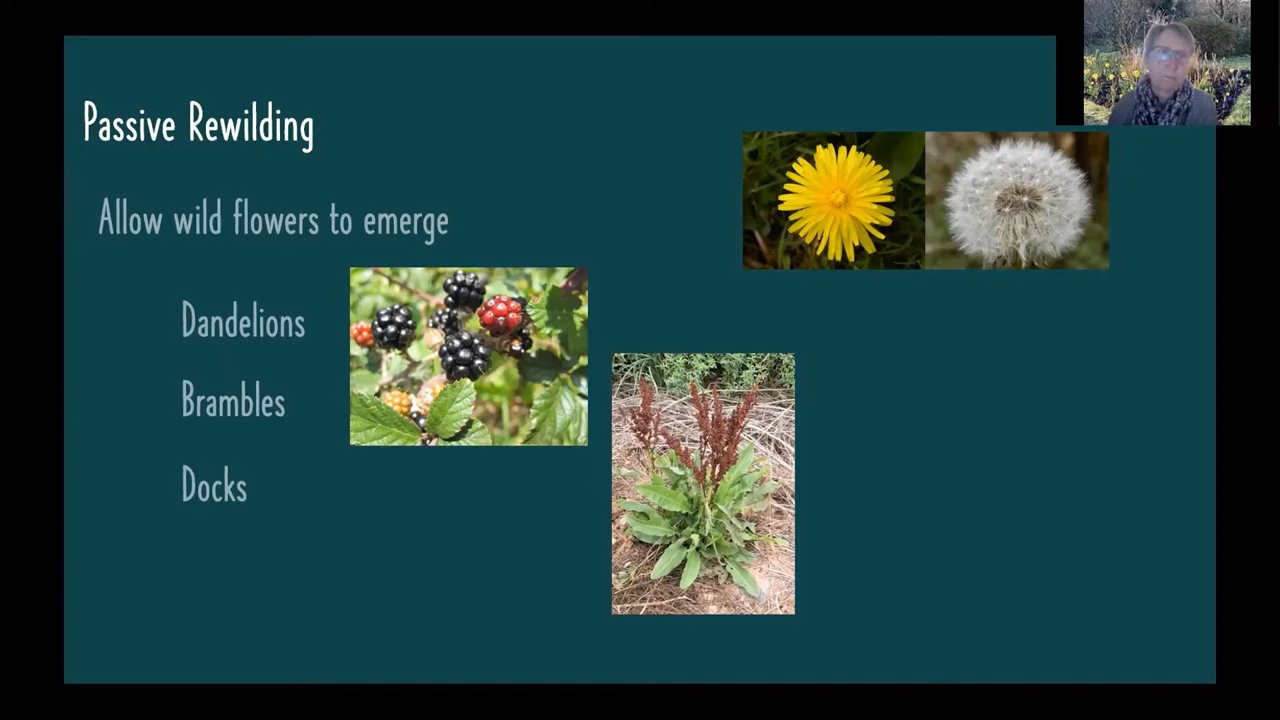 Passive Rewilding
Allow wild flowers to emerge
Dandelions
Brambles
Docks